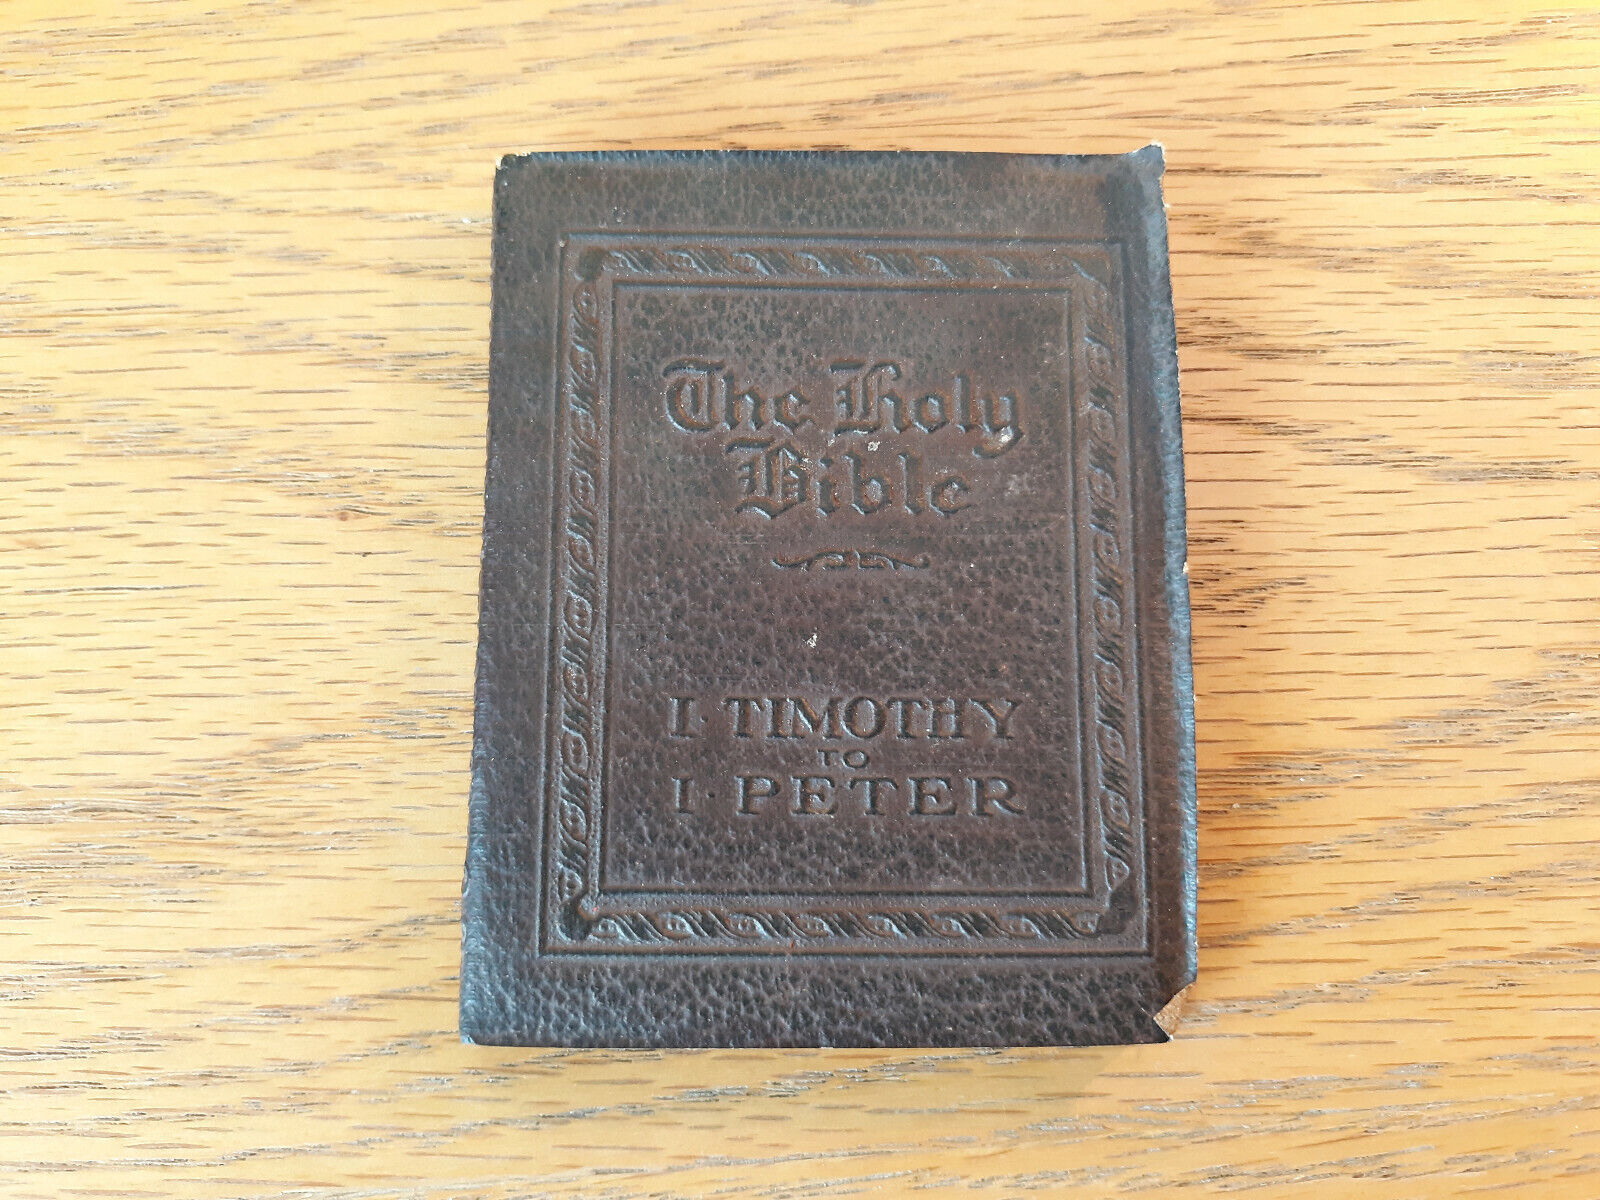 The Holy
Bible
I · TIMOTHY
TO
I · PETER